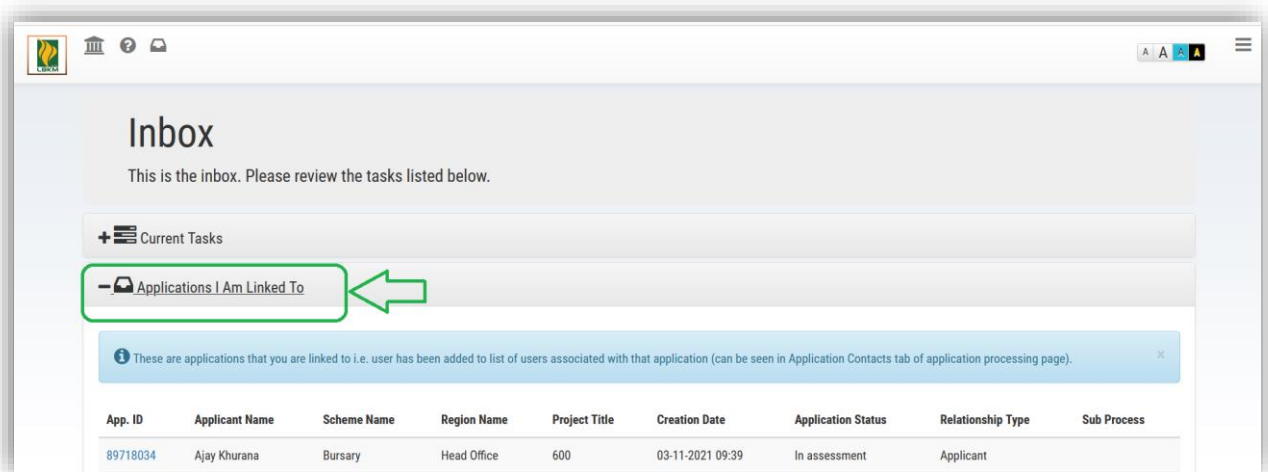 LBKM
A A A A
Inbox
This is the inbox. Please review the tasks listed below.
Current Tasks
Applications I Am Linked To
These are applications that you are linked to i.e. user has been added to list of users associated with that application (can be seen in Application Contacts tab of application processing page). ×
App. ID Applicant Name Scheme Name Region Name Project Title Creation Date Application Status Relationship Type Sub Process
89718034 Ajay Khurana Bursary Head Office 600 03-11-2021 09:39 In assessment Applicant